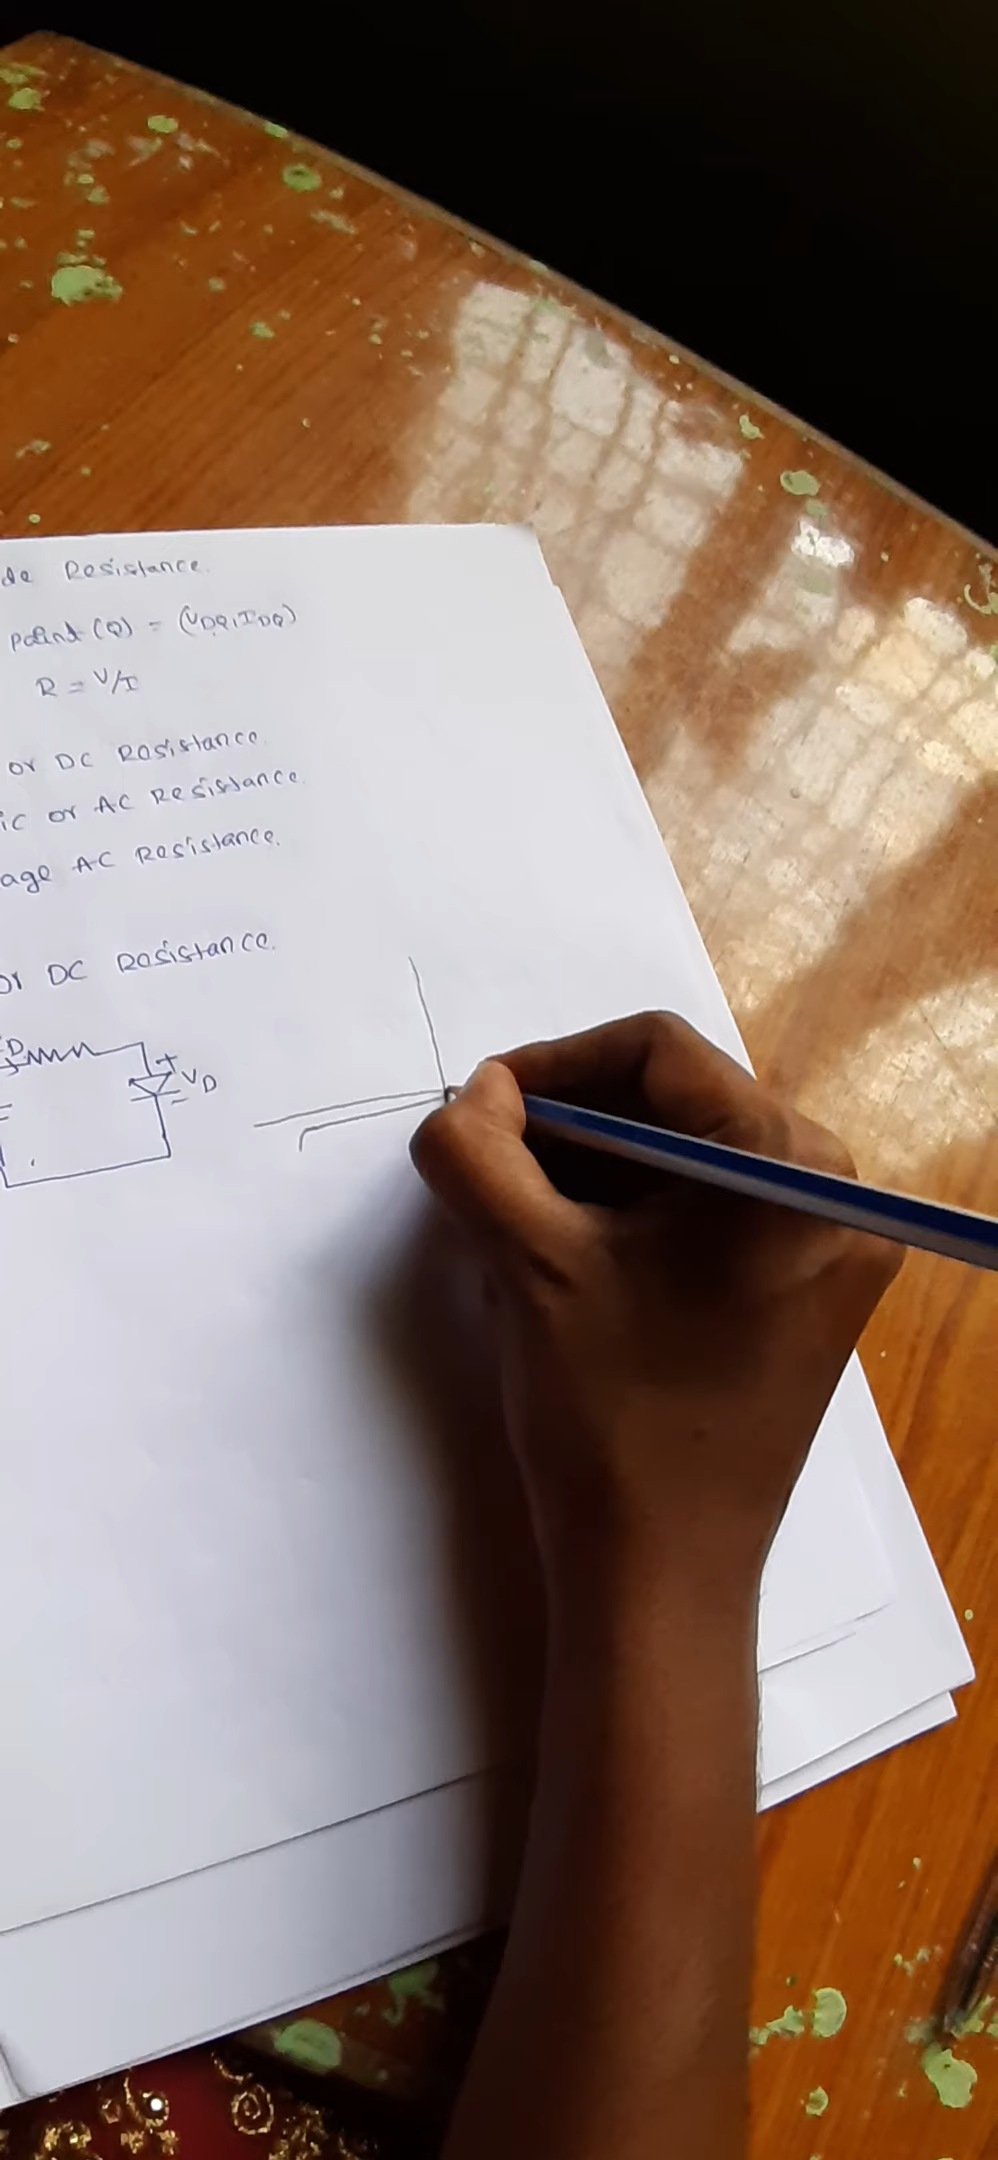 de Resistance.
point (Q) = (VDQ, IDQ)
R = V/I
or DC Resistance.
ic or AC Resistance.
age AC Resistance.
or DC Resistance.
D
+
VD
-